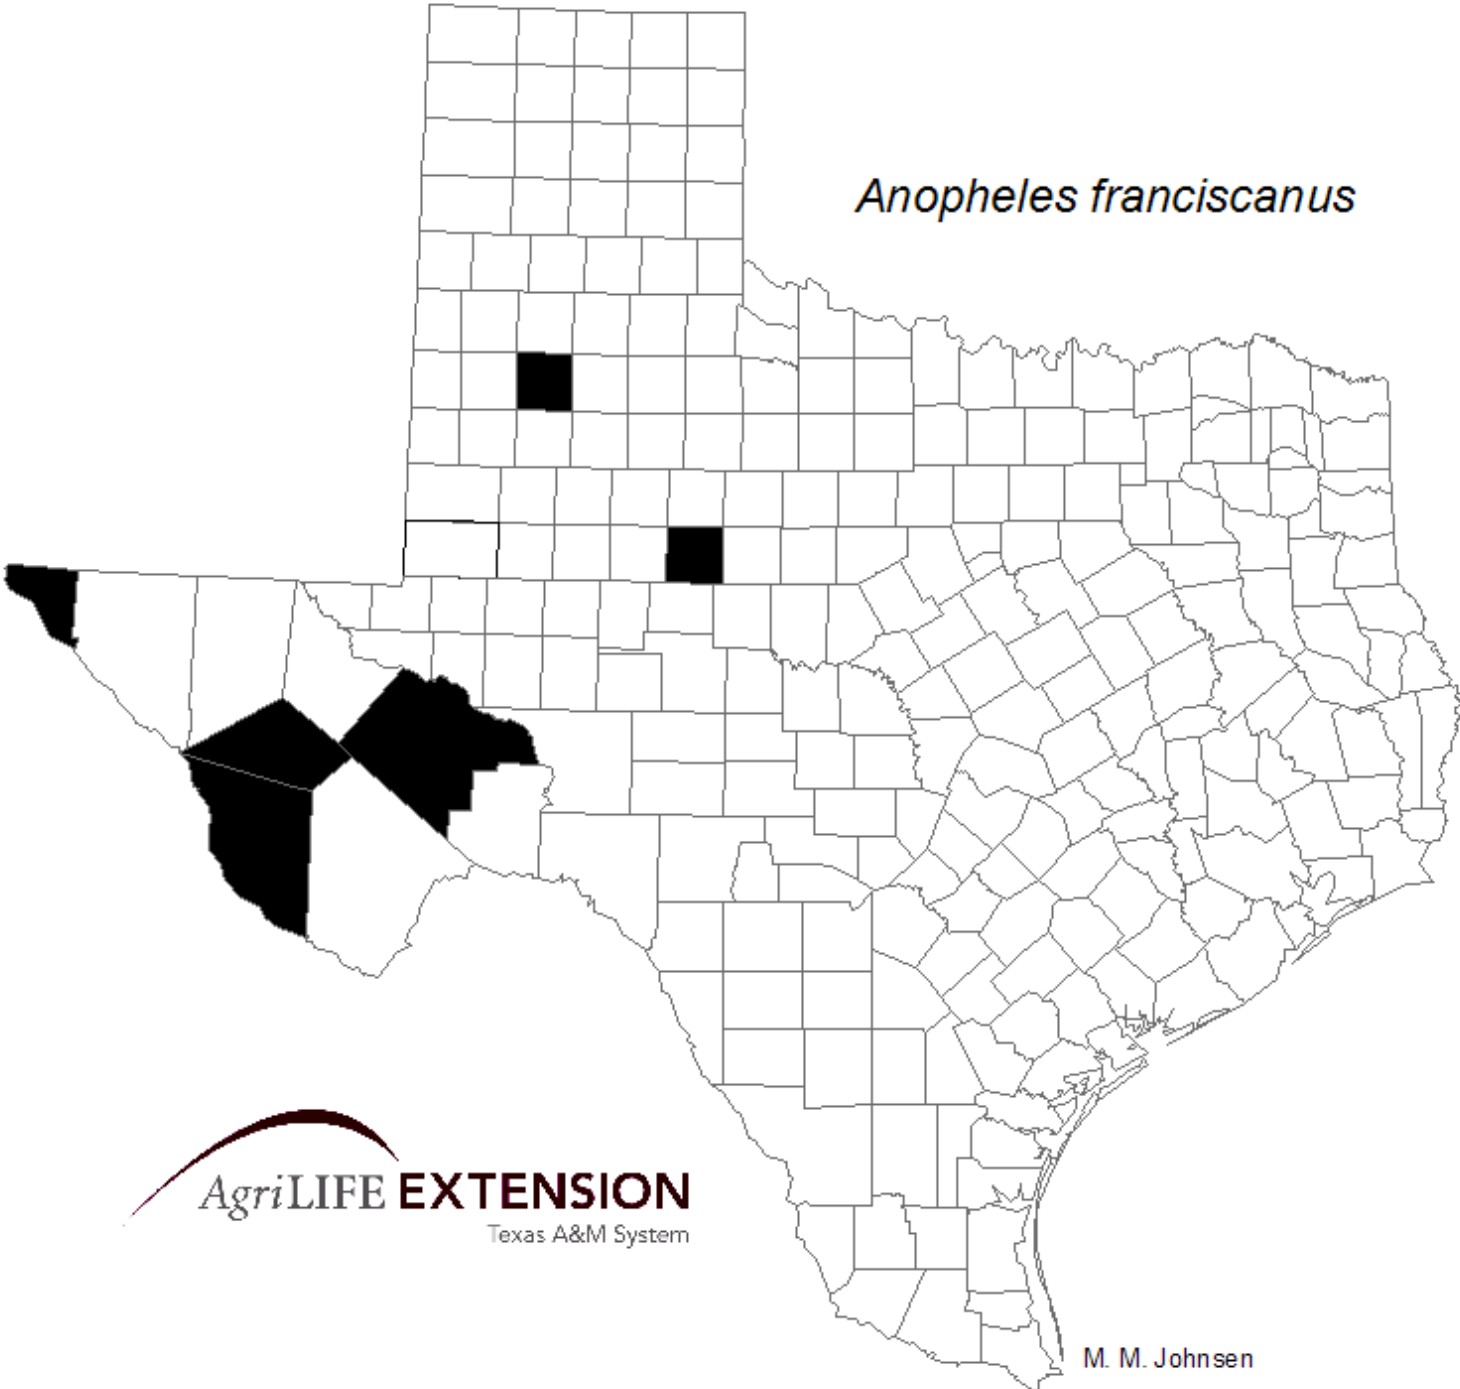 Anopheles franciscanus
AgriLIFE EXTENSION
Texas A&M System
M. M. Johnsen